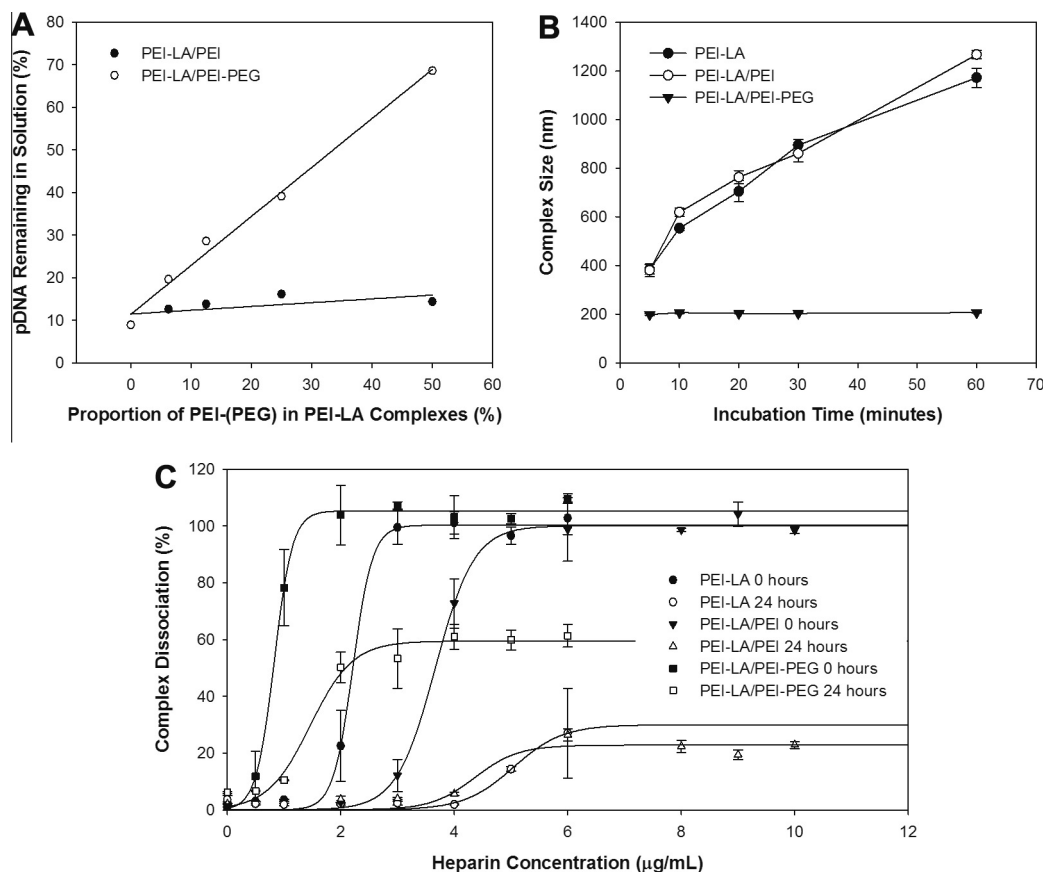 A
80
70
60
50
40
30
20
10
0
pDNA Remaining in Solution (%)
PEI-LA/PEI
PEI-LA/PEI-PEG
0 10 20 30 40 50 60
Proportion of PEI-(PEG) in PEI-LA Complexes (%)
B
1400
1200
1000
800
600
400
200
0
Complex Size (nm)
PEI-LA
PEI-LA/PEI
PEI-LA/PEI-PEG
0 10 20 30 40 50 60 70
Incubation Time (minutes)
C
120
100
80
60
40
20
0
Complex Dissociation (%)
PEI-LA 0 hours
PEI-LA 24 hours
PEI-LA/PEI 0 hours
PEI-LA/PEI 24 hours
PEI-LA/PEI-PEG 0 hours
PEI-LA/PEI-PEG 24 hours
0 2 4 6 8 10 12
Heparin Concentration (μg/mL)